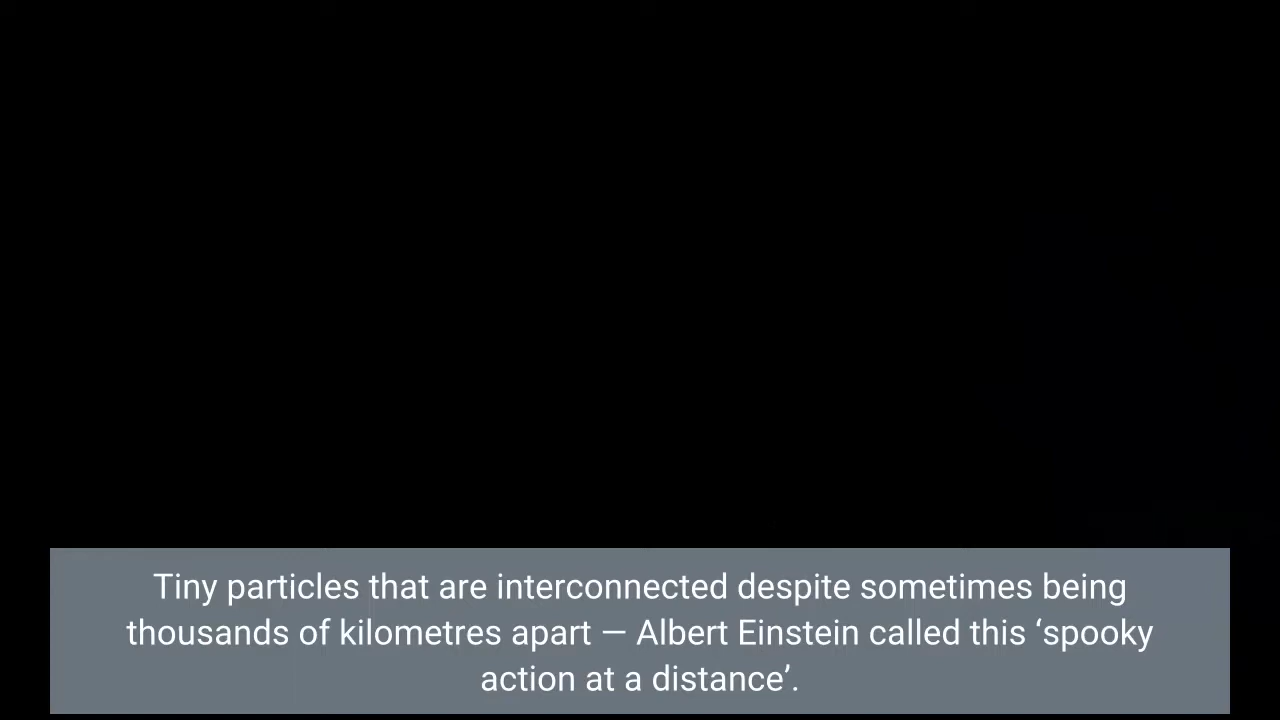 Tiny particles that are interconnected despite sometimes being
thousands of kilometres apart — Albert Einstein called this ‘spooky
action at a distance’.